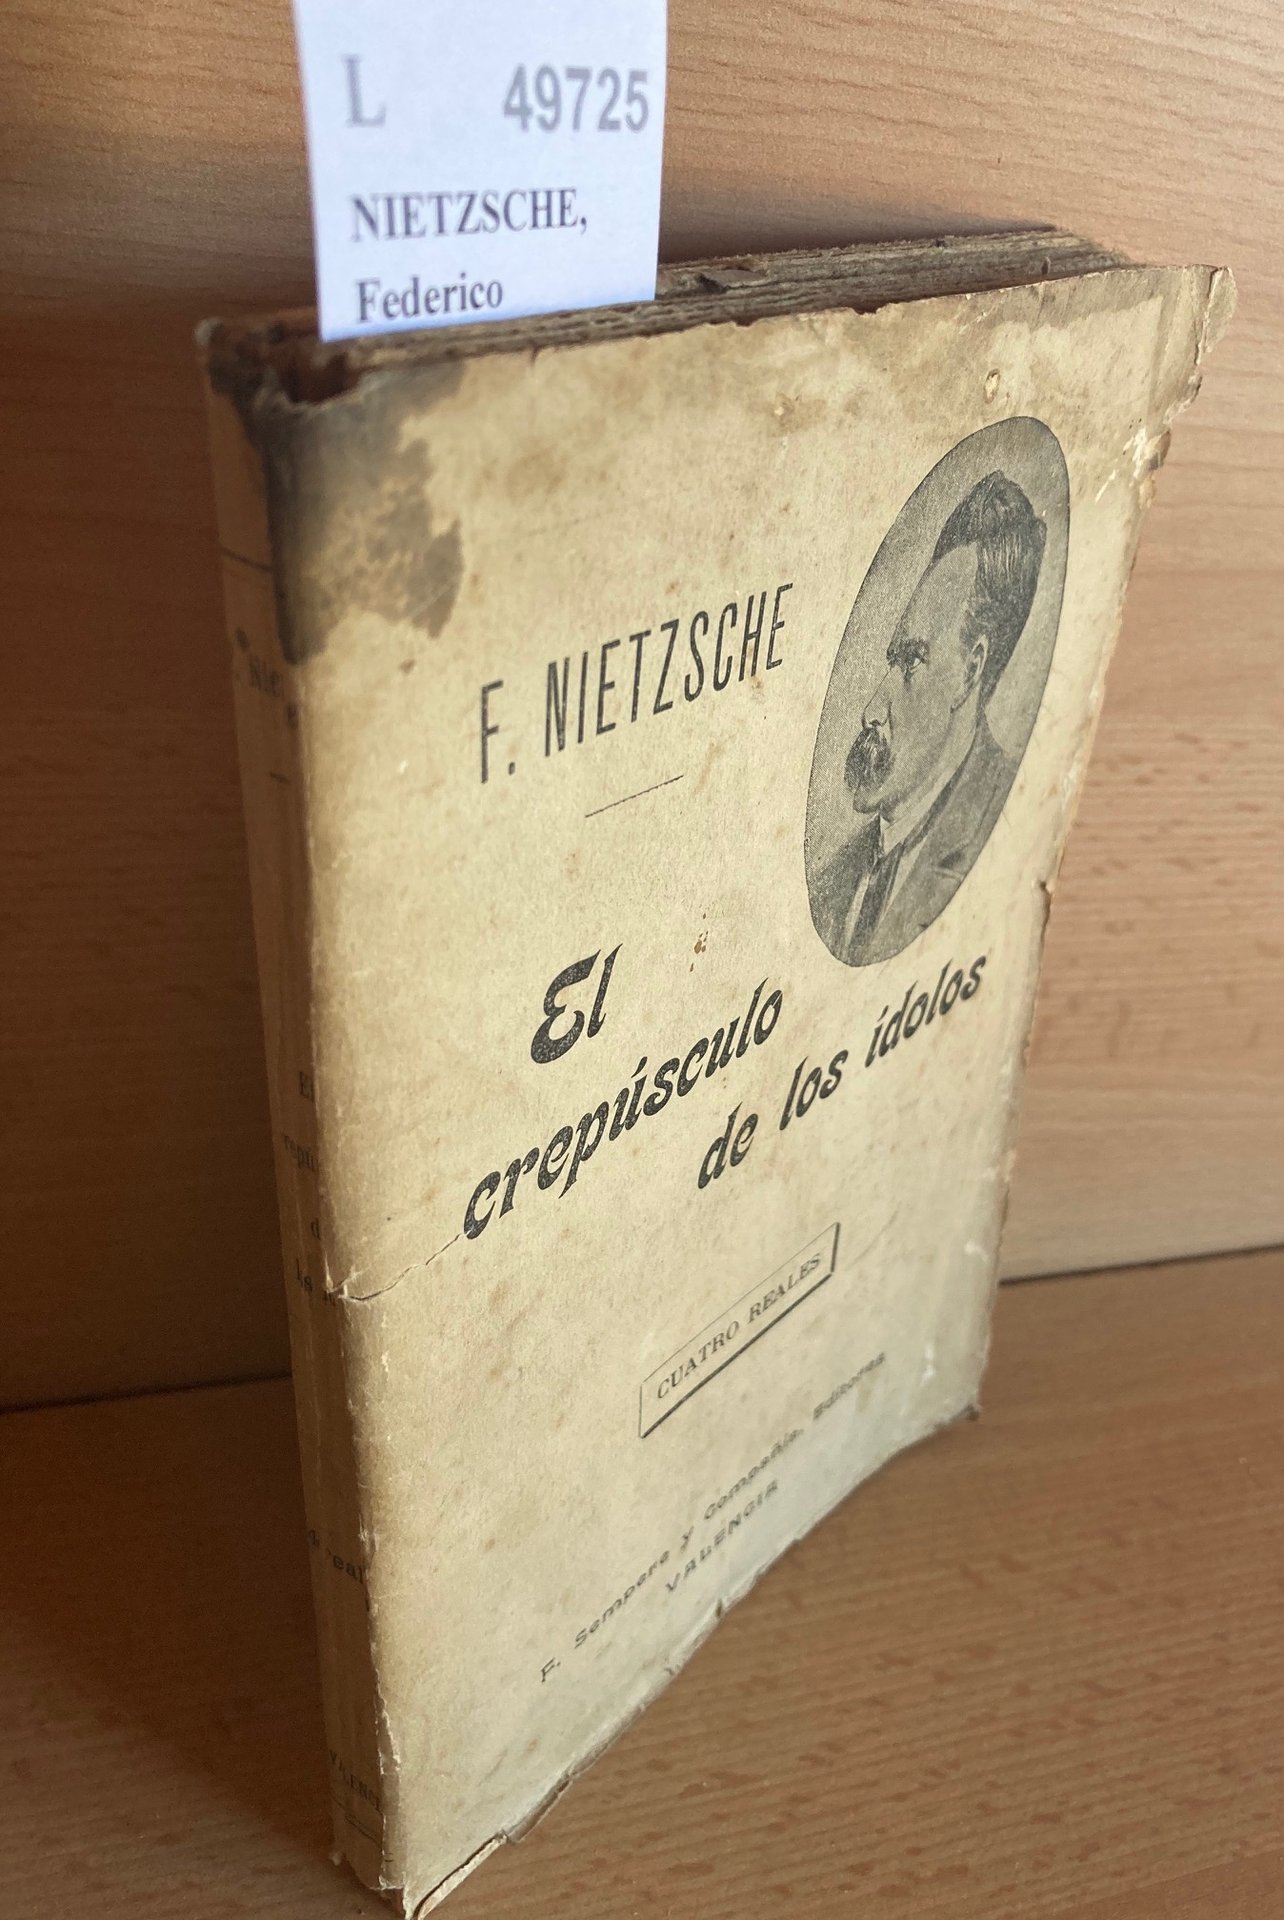 L 49725
NIETZSCHE,
Federico
F. NIETZSCHE
El
crepúsculo
de los ídolos
CUATRO REALES
F. Sempere y Compañía, Editores
VALENCIA